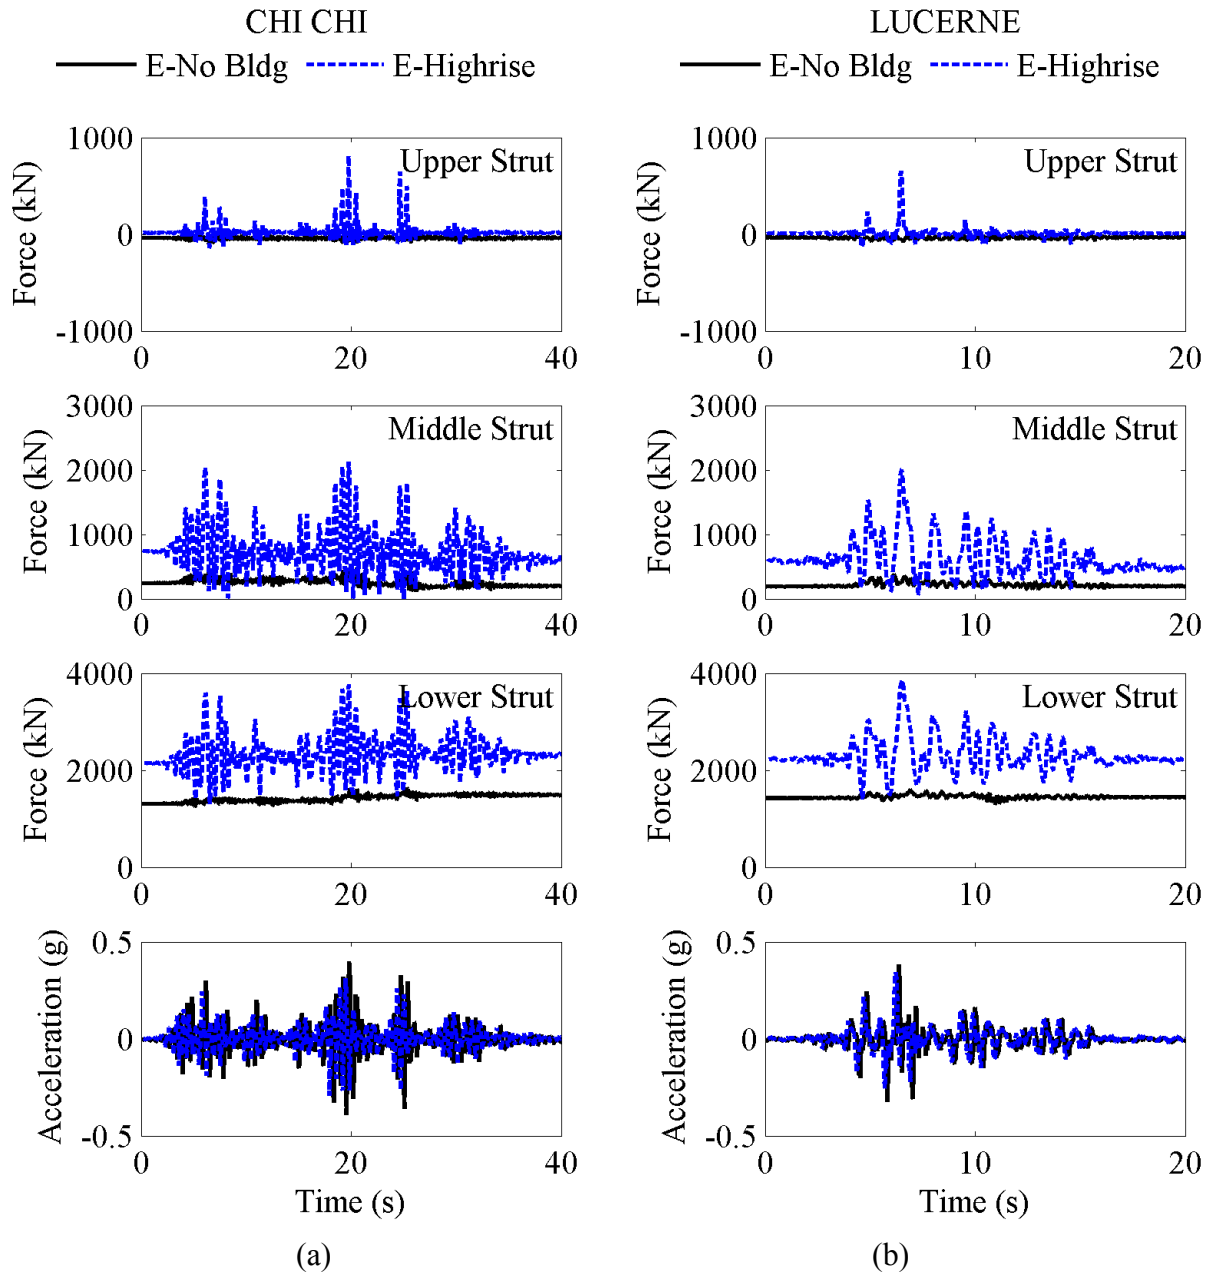 CHI CHI
E-No Bldg E-Highrise
1000
0
-1000
Force (kN)
Upper Strut
0 20 40
3000
2000
1000
0
Force (kN)
Middle Strut
0 20 40
4000
2000
0
Force (kN)
Lower Strut
0 20 40
0.5
0
-0.5
Acceleration (g)
0 20 40
Time (s)
(a)
LUCERNE
E-No Bldg E-Highrise
1000
0
-1000
Force (kN)
Upper Strut
0 10 20
3000
2000
1000
0
Force (kN)
Middle Strut
0 10 20
4000
2000
0
Force (kN)
Lower Strut
0 10 20
0.5
0
-0.5
Acceleration (g)
0 10 20
Time (s)
(b)